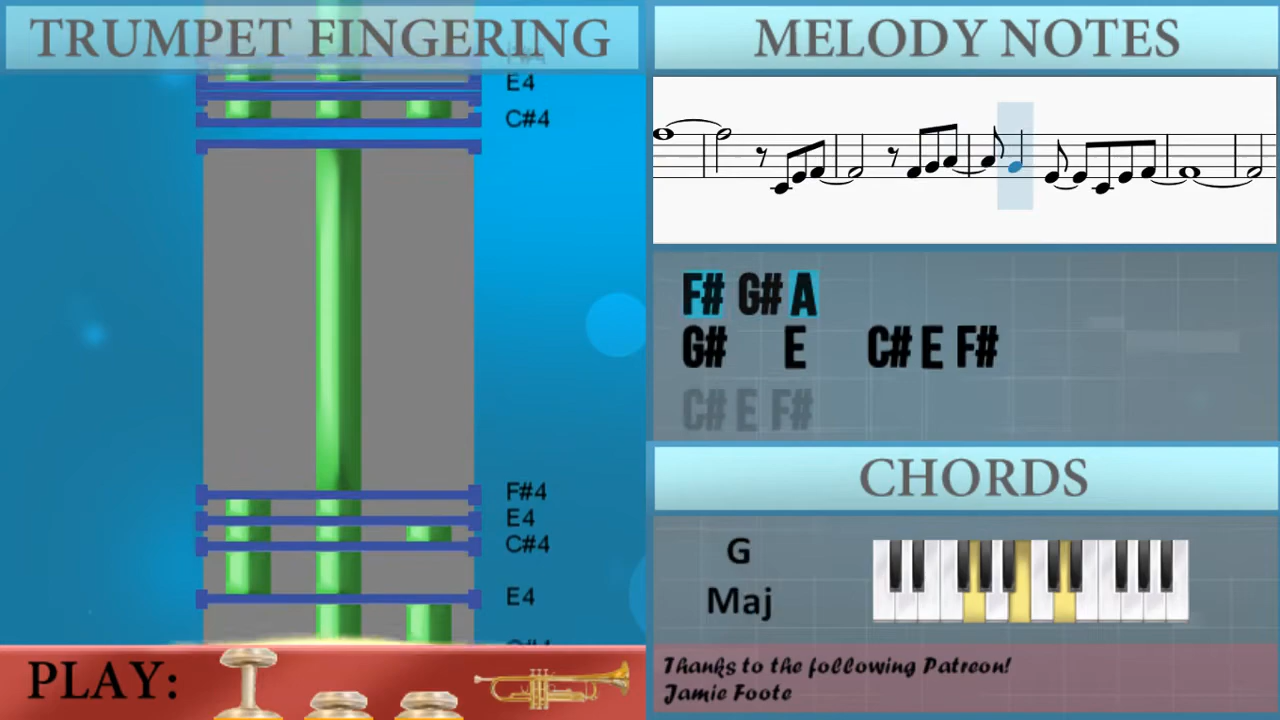 TRUMPET FINGERING
E4
C#4
F#4
E4
C#4
E4
PLAY:
MELODY NOTES
F# G# A
G# E C# E F#
C# E F#
CHORDS
G
Maj
Thanks to the following Patreon!
Jamie Foote